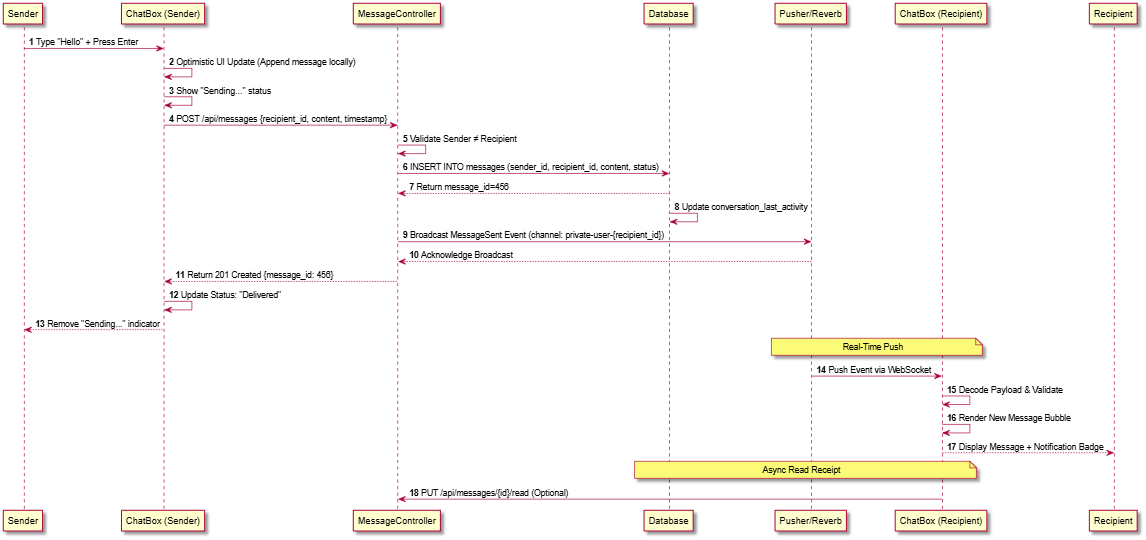 Sender
ChatBox (Sender)
MessageController
Database
Pusher/Reverb
ChatBox (Recipient)
Recipient
1 Type "Hello" + Press Enter
2 Optimistic UI Update (Append message locally)
3 Show "Sending..." status
4 POST /api/messages {recipient_id, content, timestamp}
5 Validate Sender ≠ Recipient
6 INSERT INTO messages (sender_id, recipient_id, content, status)
7 Return message_id=456
8 Update conversation_last_activity
9 Broadcast MessageSent Event (channel: private-user-{recipient_id})
10 Acknowledge Broadcast
11 Return 201 Created {message_id: 456}
12 Update Status: "Delivered"
13 Remove "Sending..." indicator
Real-Time Push
14 Push Event via WebSocket
15 Decode Payload & Validate
16 Render New Message Bubble
17 Display Message + Notification Badge
Async Read Receipt
18 PUT /api/messages/{id}/read (Optional)
Sender
ChatBox (Sender)
MessageController
Database
Pusher/Reverb
ChatBox (Recipient)
Recipient